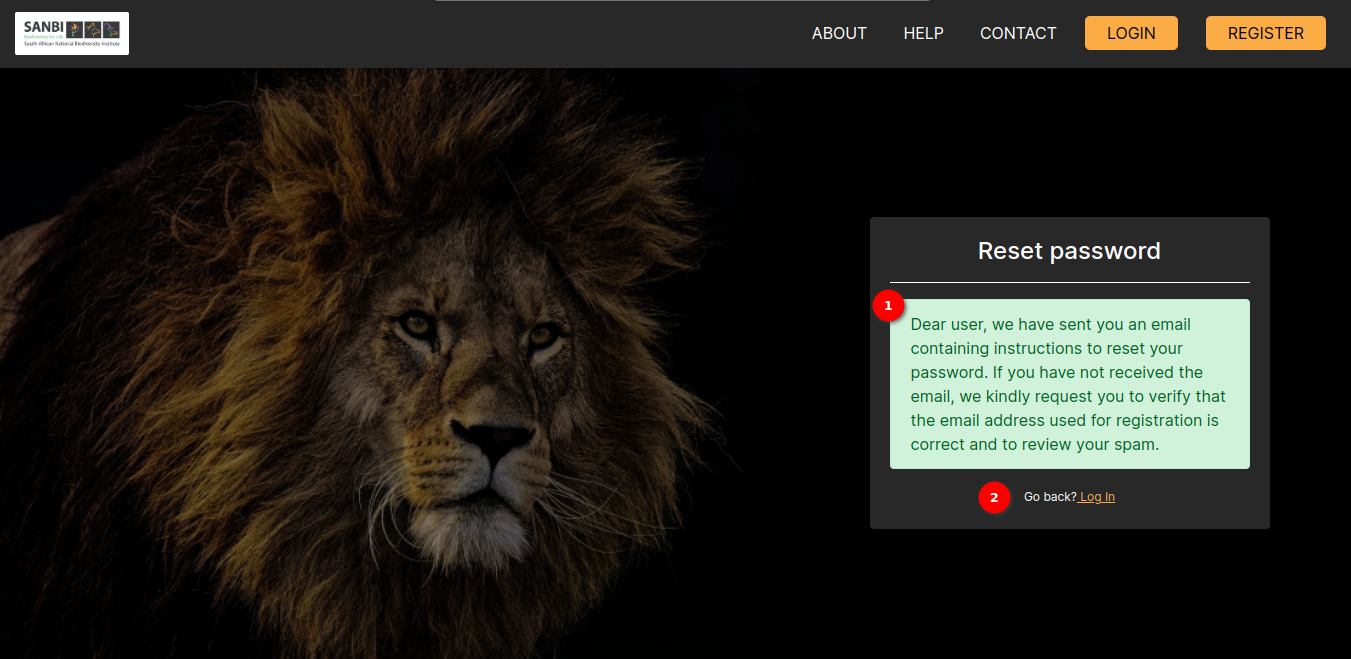 SANBI
Biodiversity for Life
South African National Biodiversity Institute
ABOUT
HELP
CONTACT
LOGIN
REGISTER
Reset password
1
Dear user, we have sent you an email
containing instructions to reset your
password. If you have not received the
email, we kindly request you to verify that
the email address used for registration is
correct and to review your spam.
2
Go back? Log In